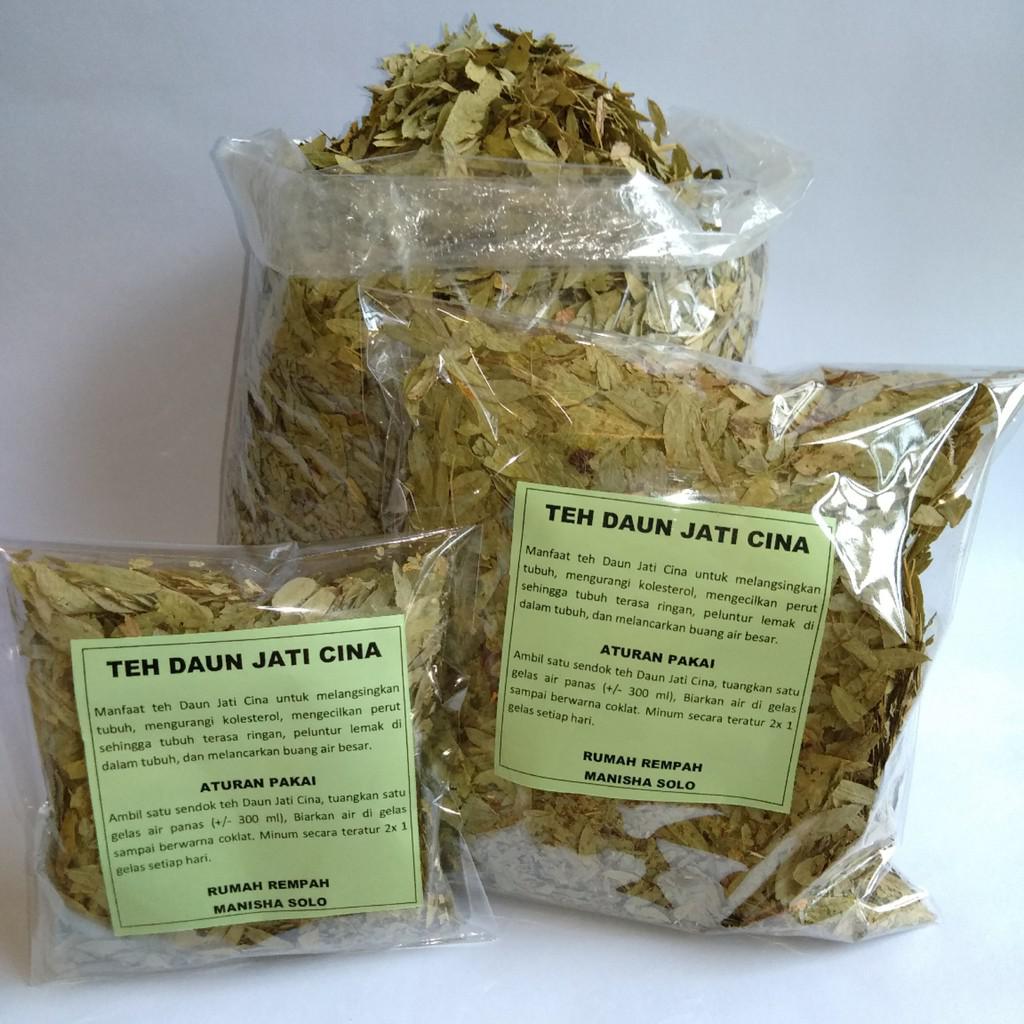 TEH DAUN JATI CINA
Manfaat teh Daun Jati Cina untuk melangsingkan
tubuh, mengurangi kolesterol, mengecilkan perut
sehingga tubuh terasa ringan, peluntur lemak di
dalam tubuh, dan melancarkan buang air besar.
ATURAN PAKAI
Ambil satu sendok teh Daun Jati Cina, tuangkan satu
gelas air panas (+/- 300 ml), Biarkan air di gelas
sampai berwarna coklat. Minum secara teratur 2x 1
gelas setiap hari.
RUMAH REMPAH
MANISHA SOLO
TEH DAUN JATI CINA
Manfaat teh Daun Jati Cina untuk melangsingkan
tubuh, mengurangi kolesterol, mengecilkan perut
sehingga tubuh terasa ringan, peluntur lemak di
dalam tubuh, dan melancarkan buang air besar.
ATURAN PAKAI
Ambil satu sendok teh Daun Jati Cina, tuangkan satu
gelas air panas (+/- 300 ml), Biarkan air di gelas
sampai berwarna coklat. Minum secara teratur 2x 1
gelas setiap hari.
RUMAH REMPAH
MANISHA SOLO